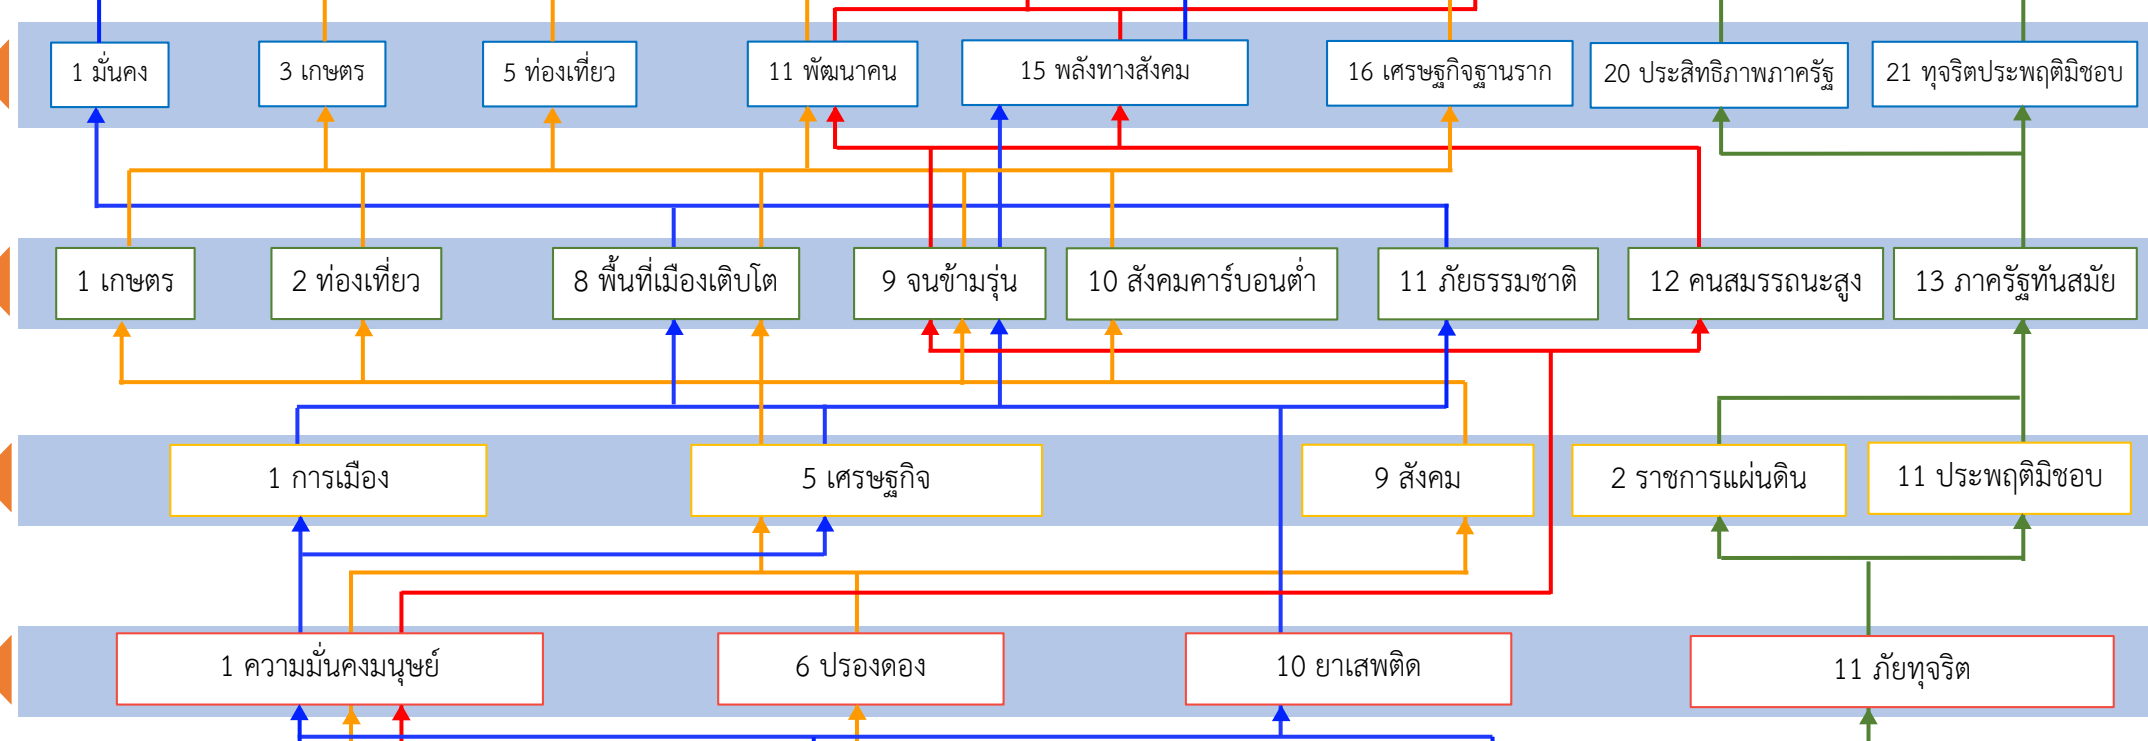 1 มั่นคง
3 เกษตร
5 ท่องเที่ยว
11 พัฒนาคน
15 พลังทางสังคม
16 เศรษฐกิจฐานราก
20 ประสิทธิภาพภาครัฐ
21 ทุจริตประพฤติมิชอบ
1 เกษตร
2 ท่องเที่ยว
8 พื้นที่เมืองเติบโต
9 จนข้ามรุ่น
10 สังคมคาร์บอนต่ำ
11 ภัยธรรมชาติ
12 คนสมรรถนะสูง
13 ภาครัฐทันสมัย
1 การเมือง
5 เศรษฐกิจ
9 สังคม
2 ราชการแผ่นดิน
11 ประพฤติมิชอบ
1 ความมั่นคงมนุษย์
6 ปรองดอง
10 ยาเสพติด
11 ภัยทุจริต